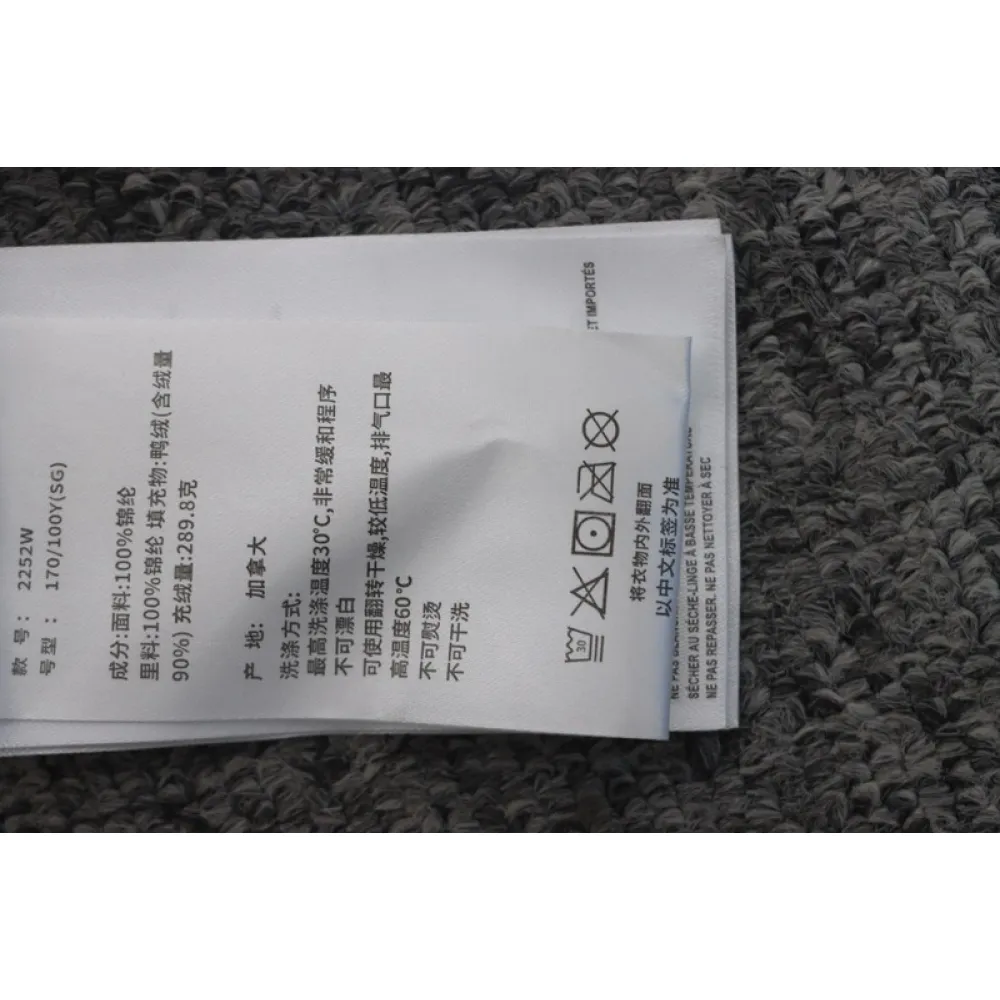 款 号： 2252W
号型： 170/100Y(SG)
成分:面料:100%锦纶
里料:100%锦纶 填充物:鸭绒(含绒量
90%) 充绒量:289.8克
产 地: 加拿大
洗涤方式:
最高洗涤温度30°C,非常缓和程序
不可漂白
可使用翻转干燥,较低温度,排气口最
高温度60°C
不可熨烫
不可干洗
30
将衣物内外翻面
以中文标签为准
ET IMPORTÉS
NE PAS
SÉCHER AU SÉCHE-LINGE À BASSE TEMPÉRATURE
NE PAS REPASSER. NE PAS NETTOYER À SEC